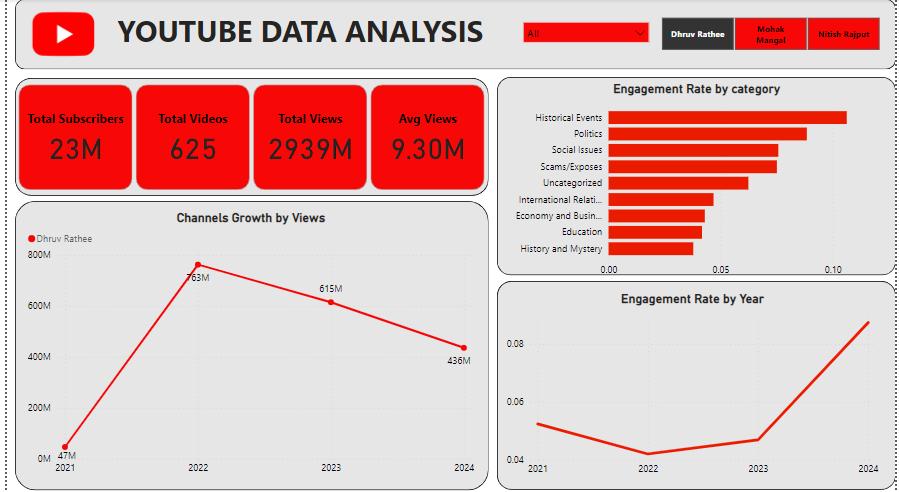 YOUTUBE DATA ANALYSIS
All
Dhruv Rathee
Mohak
Mangal
Nitish Rajput
Total Subscribers
23M
Total Videos
625
Total Views
2939M
Avg Views
9.30M
Engagement Rate by category
Historical Events
Politics
Social Issues
Scams/Exposes
Uncategorized
International Relati...
Economy and Busin...
Education
History and Mystery
0.00 0.05 0.10
Channels Growth by Views
Dhruv Rathee
800M
600M
400M
200M
0M
47M
763M
615M
436M
2021 2022 2023 2024
Engagement Rate by Year
0.08
0.06
0.04
2021 2022 2023 2024